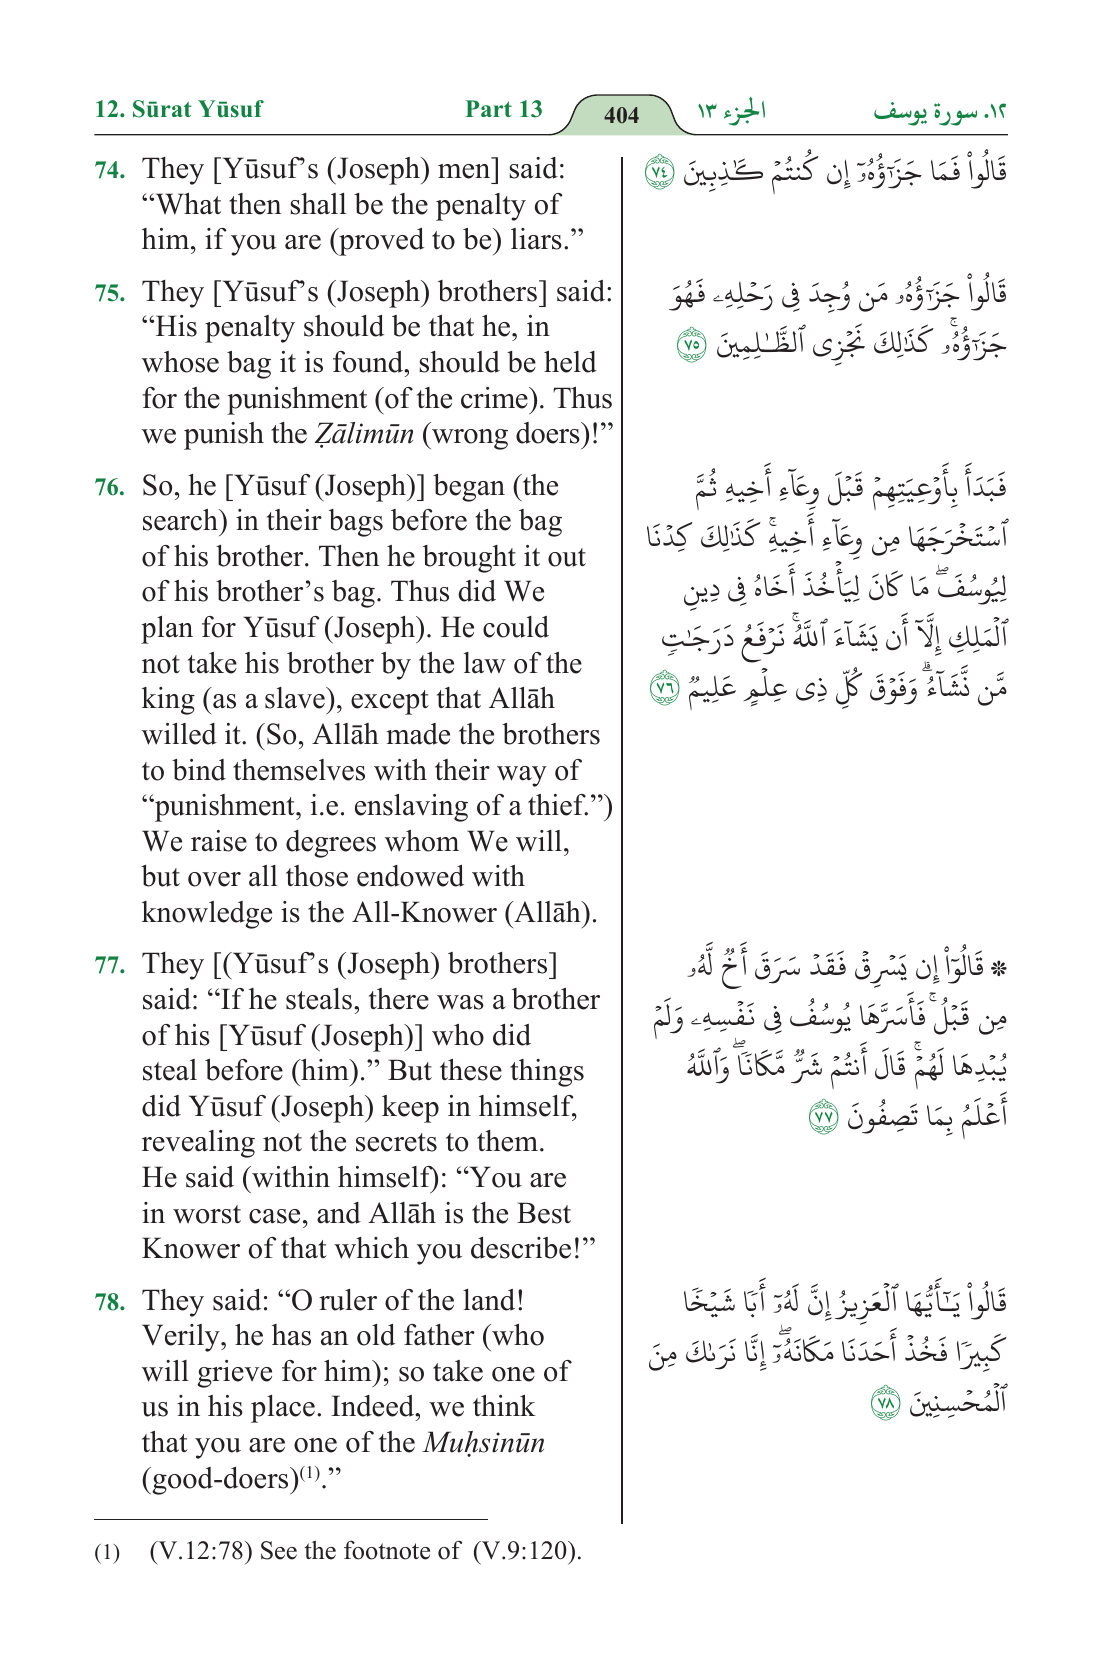 12. Sūrat Yūsuf Part 13 404 الجزء ١٣ ١٢. سورة يوسف
74. They [Yūsuf’s (Joseph) men] said:
“What then shall be the penalty of
him, if you are (proved to be) liars.”
75. They [Yūsuf’s (Joseph) brothers] said:
“His penalty should be that he, in
whose bag it is found, should be held
for the punishment (of the crime). Thus
we punish the Ẓālimūn (wrong doers)!”
76. So, he [Yūsuf (Joseph)] began (the
search) in their bags before the bag
of his brother. Then he brought it out
of his brother’s bag. Thus did We
plan for Yūsuf (Joseph). He could
not take his brother by the law of the
king (as a slave), except that Allāh
willed it. (So, Allāh made the brothers
to bind themselves with their way of
“punishment, i.e. enslaving of a thief.”)
We raise to degrees whom We will,
but over all those endowed with
knowledge is the All-Knower (Allāh).
77. They [(Yūsuf’s (Joseph) brothers]
said: “If he steals, there was a brother
of his [Yūsuf (Joseph)] who did
steal before (him).” But these things
did Yūsuf (Joseph) keep in himself,
revealing not the secrets to them.
He said (within himself): “You are
in worst case, and Allāh is the Best
Knower of that which you describe!”
78. They said: “O ruler of the land!
Verily, he has an old father (who
will grieve for him); so take one of
us in his place. Indeed, we think
that you are one of the Muḥsinūn
(good-doers)(1).”
قَالُوا۟ فَمَا جَزَـٰٓؤُهُۥٓ إِن كُنتُمْ كَـٰذِبِينَ ٧٤
قَالُوا۟ جَزَـٰٓؤُهُۥ مَن وُجِدَ فِى رَحْلِهِۦ فَهُوَ
جَزَـٰٓؤُهُۥ ۚ كَذَٰلِكَ نَجْزِى ٱلظَّـٰلِمِينَ ٧٥
فَبَدَأَ بِأَوْعِيَتِهِمْ قَبْلَ وِعَآءِ أَخِيهِ ثُمَّ
ٱسْتَخْرَجَهَا مِن وِعَآءِ أَخِيهِ ۚ كَذَٰلِكَ كِدْنَا
لِيُوسُفَ ۖ مَا كَانَ لِيَأْخُذَ أَخَاهُ فِى دِينِ
ٱلْمَلِكِ إِلَّآ أَن يَشَآءَ ٱللَّهُ ۚ نَرْفَعُ دَرَجَـٰتٍ
مَّن نَّشَآءُ ۗ وَفَوْقَ كُلِّ ذِى عِلْمٍ عَلِيمٌ ٧٦
۞ قَالُوٓا۟ إِن يَسْرِقْ فَقَدْ سَرَقَ أَخٌ لَّهُۥ
مِن قَبْلُ ۚ فَأَسَرَّهَا يُوسُفُ فِى نَفْسِهِۦ وَلَمْ
يُبْدِهَا لَهُمْ ۚ قَالَ أَنتُمْ شَرٌّ مَّكَانًا ۖ وَٱللَّهُ
أَعْلَمُ بِمَا تَصِفُونَ ٧٧
قَالُوا۟ يَـٰٓأَيُّهَا ٱلْعَزِيزُ إِنَّ لَهُۥٓ أَبًا شَيْخًا
كَبِيرًا فَخُذْ أَحَدَنَا مَكَانَهُۥٓ ۖ إِنَّا نَرَىٰكَ مِنَ
ٱلْمُحْسِنِينَ ٧٨
(1) (V.12:78) See the footnote of (V.9:120).